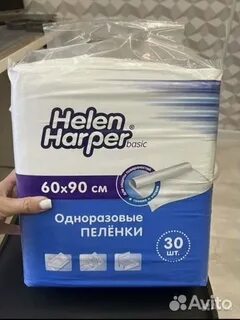 Helen
Harper®
basic
60x90 см
Одноразовые
ПЕЛЁНКИ
30
шт.
Avito